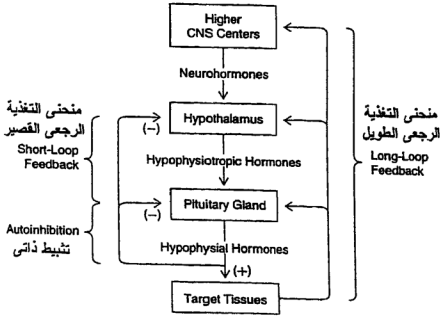 Higher
CNS Centers
Neurohormones
منحنى التغذية
الرجعى القصير
Short-Loop
Feedback
(−)
Hypothalamus
منحنى التغذية
الرجعى الطويل
Long-Loop
Feedback
Hypophysiotropic Hormones
(−)
Pituitary Gland
Autoinhibition
تثبيط ذاتى
Hypophysial Hormones
(+)
Target Tissues